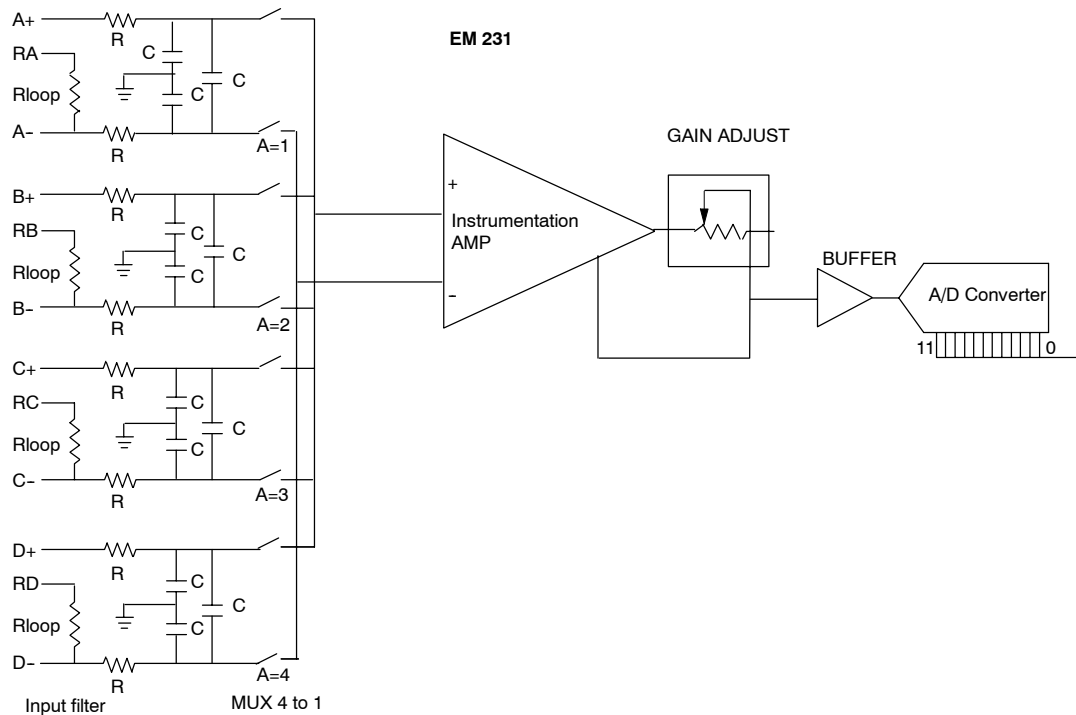 EM 231
A+
R
RA
C
C
C
Rloop
A-
R
A=1
B+
R
RB
C
C
C
Rloop
B-
R
A=2
C+
R
RC
C
C
C
Rloop
C-
R
A=3
D+
R
RD
C
C
C
Rloop
D-
R
A=4
Input filter
MUX 4 to 1
+
Instrumentation
AMP
-
GAIN ADJUST
BUFFER
A/D Converter
11
0